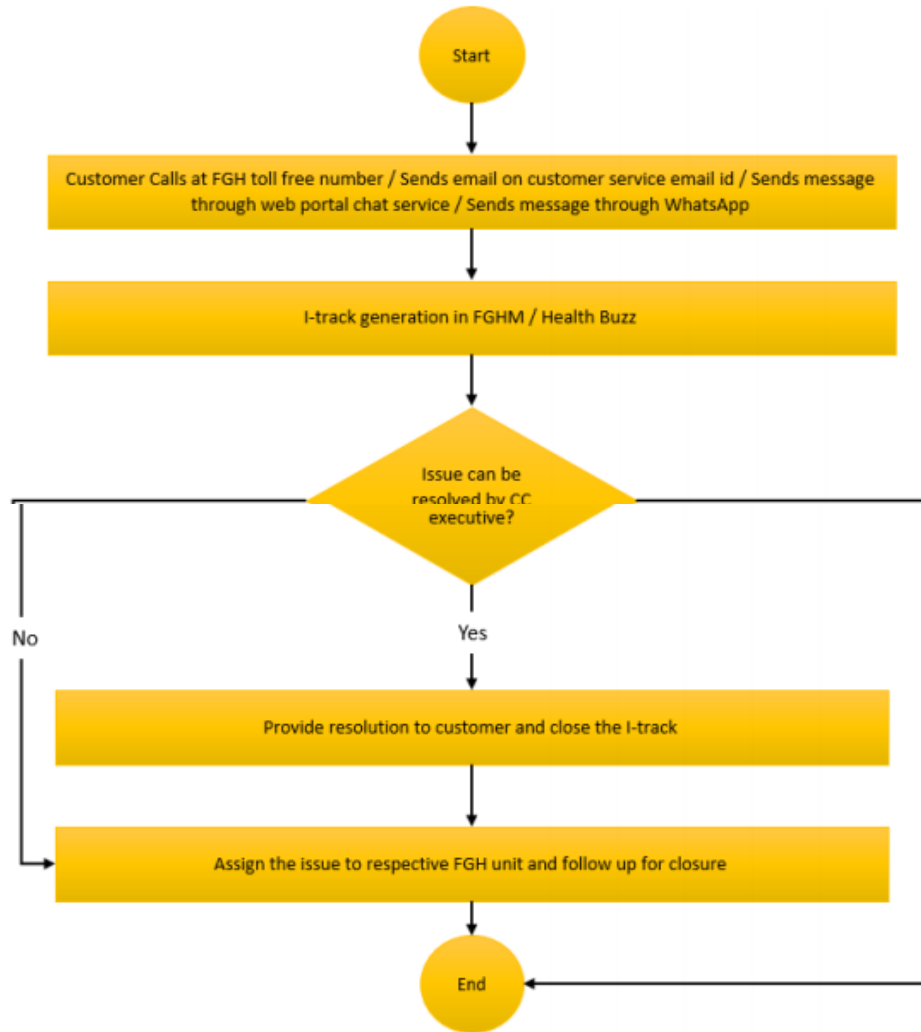 Start
Customer Calls at FGH toll free number / Sends email on customer service email id / Sends message
through web portal chat service / Sends message through WhatsApp
I-track generation in FGHM / Health Buzz
Issue can be
resolved by CC
executive?
No
Yes
Provide resolution to customer and close the I-track
Assign the issue to respective FGH unit and follow up for closure
End